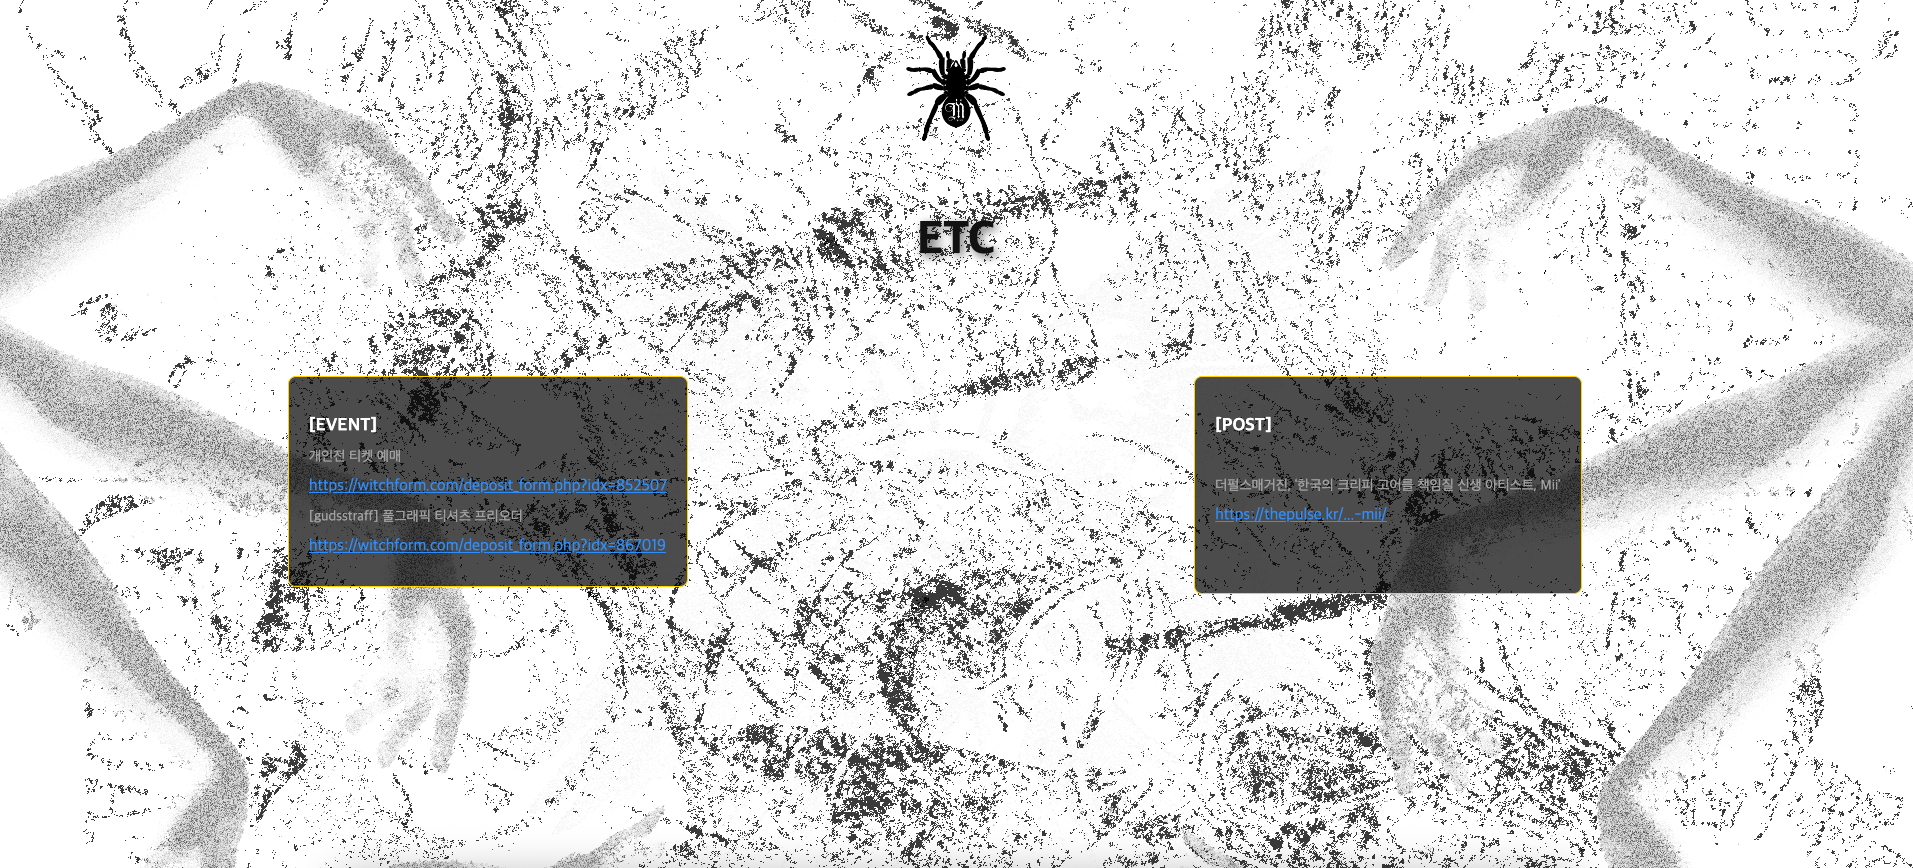 M
ETC
[EVENT]
개인전 티켓 예매
https://witchform.com/deposit_form.php?idx=852507
[gudsstraff] 풀그래픽 티셔츠 프리오더
https://witchform.com/deposit_form.php?idx=867019
[POST]
더펄스매거진, '한국의 크리피 고어를 책임질 신생 아티스트, Mii'
https://thepulse.kr/...-mii/